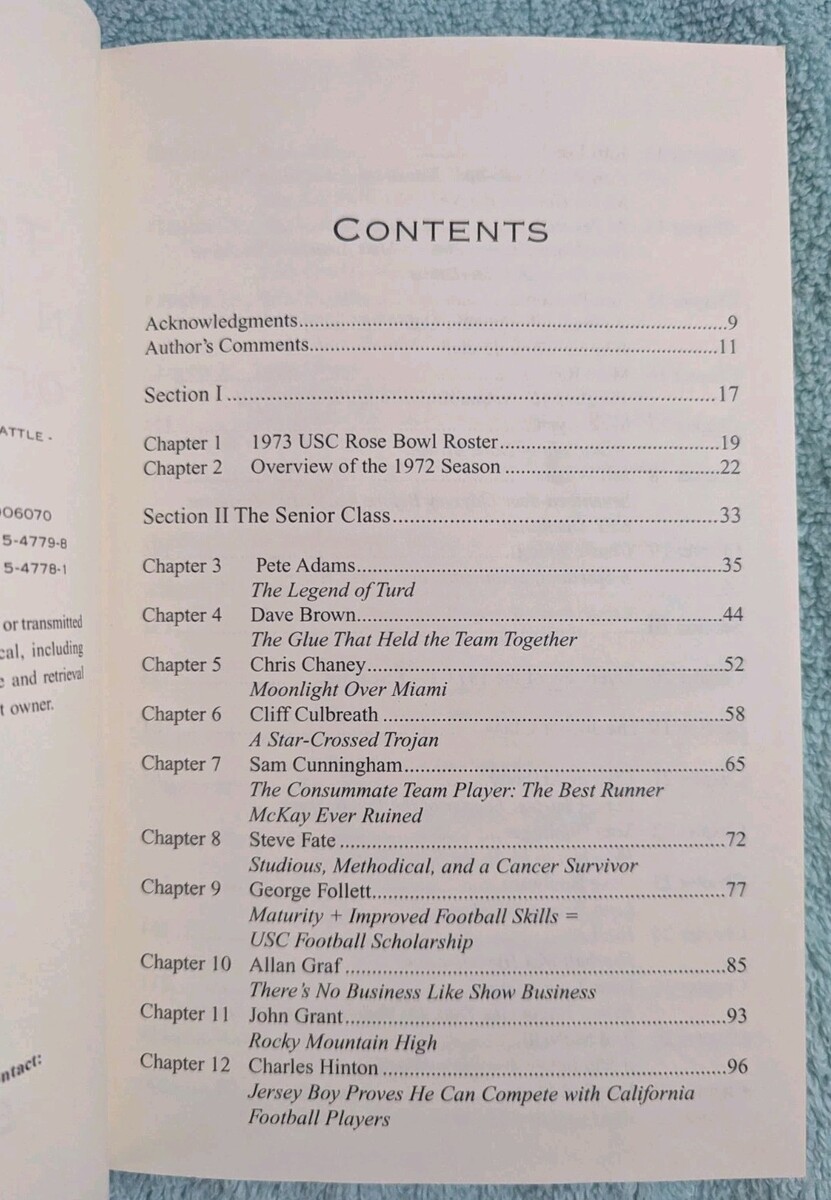 ATTLE -
006070
5-4779-8
5-4778-1
or transmitted
cal, including
e and retrieval
t owner.
ntact:
CONTENTS
Acknowledgments...9
Author's Comments...11
Section I...17
Chapter 1 1973 USC Rose Bowl Roster...19
Chapter 2 Overview of the 1972 Season...22
Section II The Senior Class...33
Chapter 3 Pete Adams...35
The Legend of Turd
Chapter 4 Dave Brown...44
The Glue That Held the Team Together
Chapter 5 Chris Chaney...52
Moonlight Over Miami
Chapter 6 Cliff Culbreath...58
A Star-Crossed Trojan
Chapter 7 Sam Cunningham...65
The Consummate Team Player: The Best Runner
McKay Ever Ruined
Chapter 8 Steve Fate...72
Studious, Methodical, and a Cancer Survivor
Chapter 9 George Follett...77
Maturity + Improved Football Skills =
USC Football Scholarship
Chapter 10 Allan Graf...85
There's No Business Like Show Business
Chapter 11 John Grant...93
Rocky Mountain High
Chapter 12 Charles Hinton...96
Jersey Boy Proves He Can Compete with California
Football Players